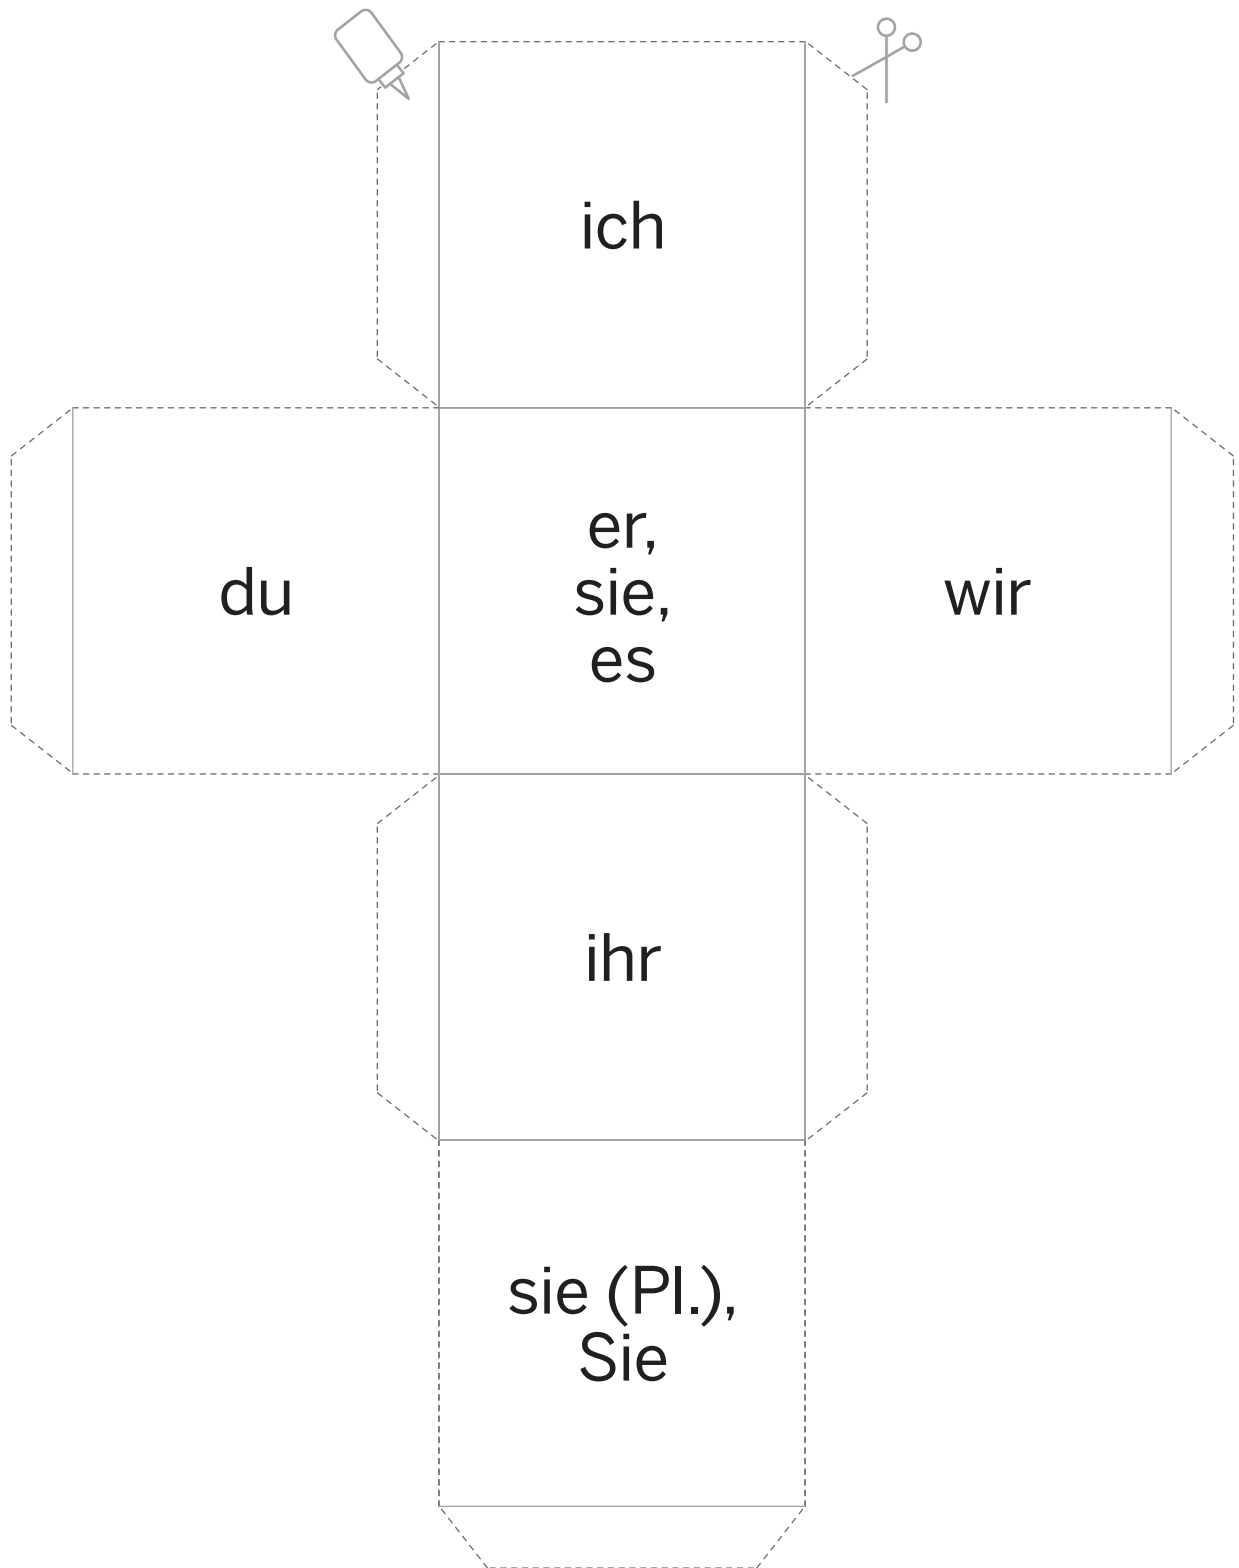 ich
du
er,
sie,
es
wir
ihr
sie (Pl.),
Sie